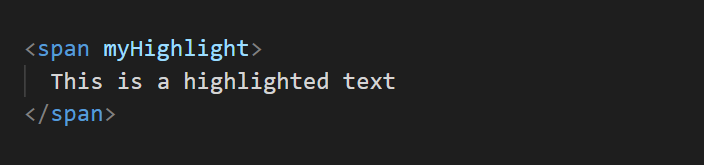 <span myHighlight>
This is a highlighted text
</span>